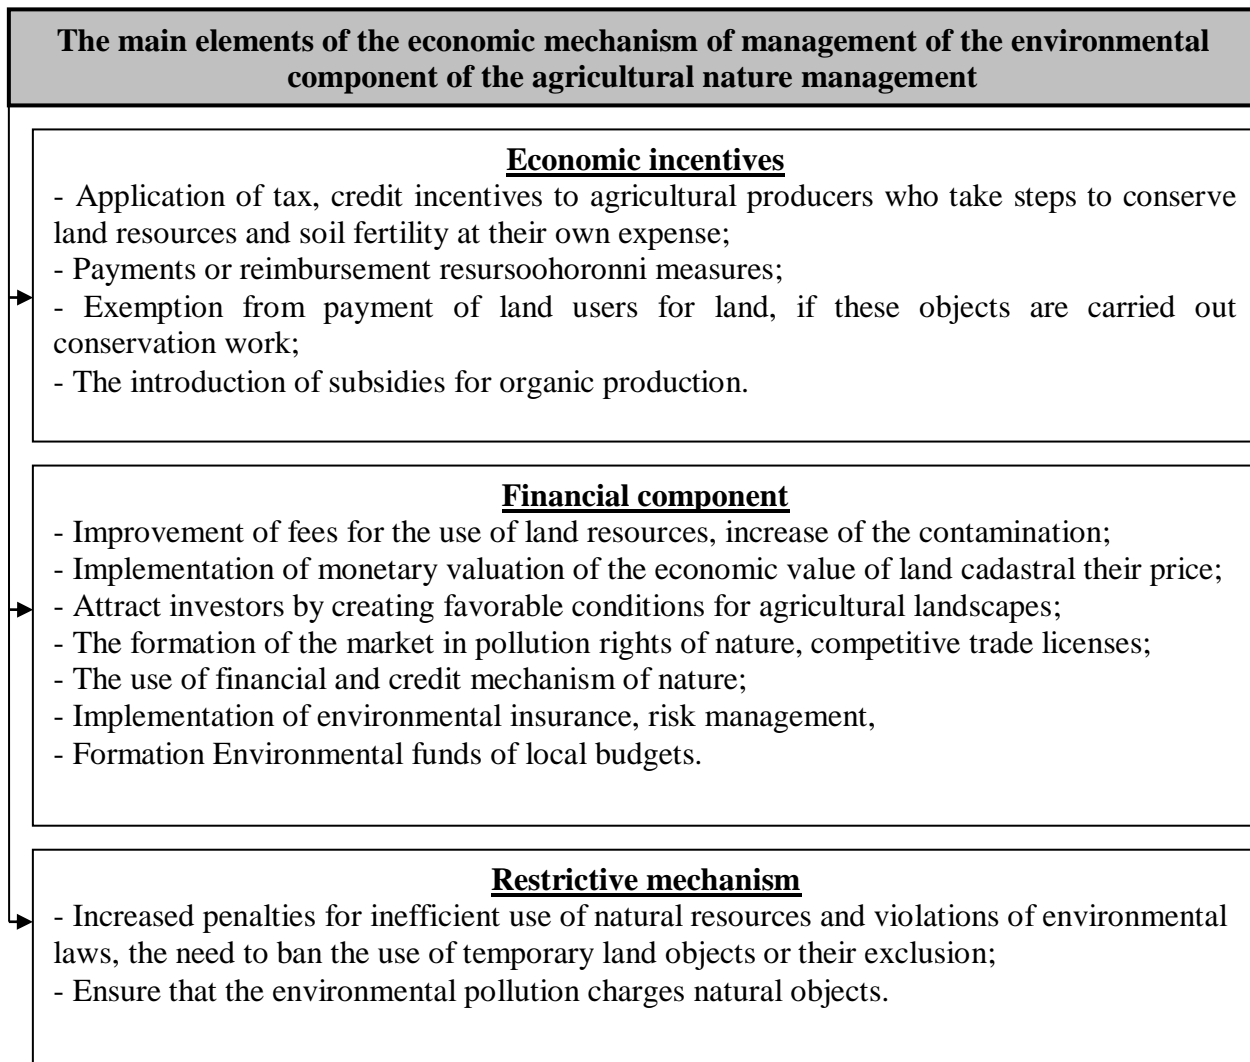 The main elements of the economic mechanism of management of the environmental
component of the agricultural nature management
Economic incentives
- Application of tax, credit incentives to agricultural producers who take steps to conserve
land resources and soil fertility at their own expense;
- Payments or reimbursement resursoohoronni measures;
- Exemption from payment of land users for land, if these objects are carried out
conservation work;
- The introduction of subsidies for organic production.
Financial component
- Improvement of fees for the use of land resources, increase of the contamination;
- Implementation of monetary valuation of the economic value of land cadastral their price;
- Attract investors by creating favorable conditions for agricultural landscapes;
- The formation of the market in pollution rights of nature, competitive trade licenses;
- The use of financial and credit mechanism of nature;
- Implementation of environmental insurance, risk management,
- Formation Environmental funds of local budgets.
Restrictive mechanism
- Increased penalties for inefficient use of natural resources and violations of environmental
laws, the need to ban the use of temporary land objects or their exclusion;
- Ensure that the environmental pollution charges natural objects.